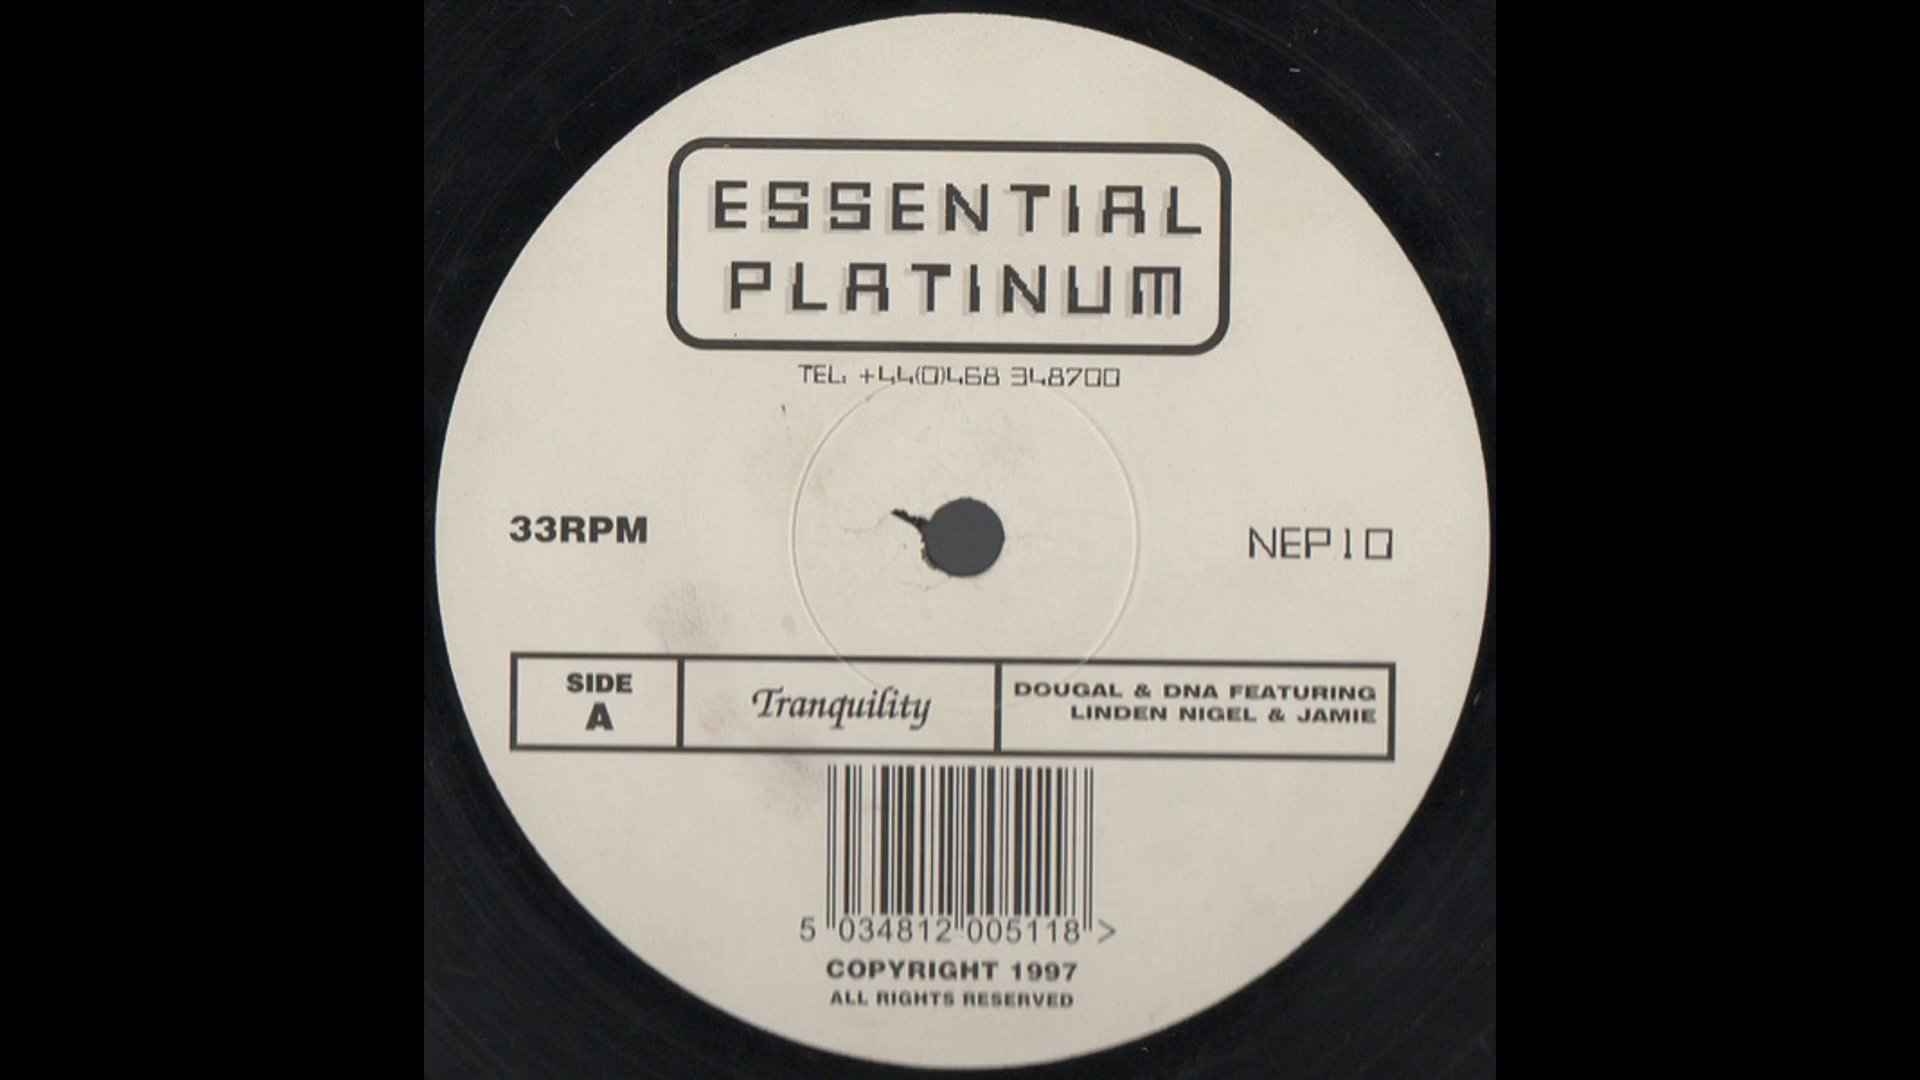 ESSENTIAL
PLATINUM
TEL: +44(0)468 348700
33RPM
NEP10
SIDE
A
Tranquility
DOUGAL & DNA FEATURING
LINDEN NIGEL & JAMIE
5 034812 005118 >
COPYRIGHT 1997
ALL RIGHTS RESERVED